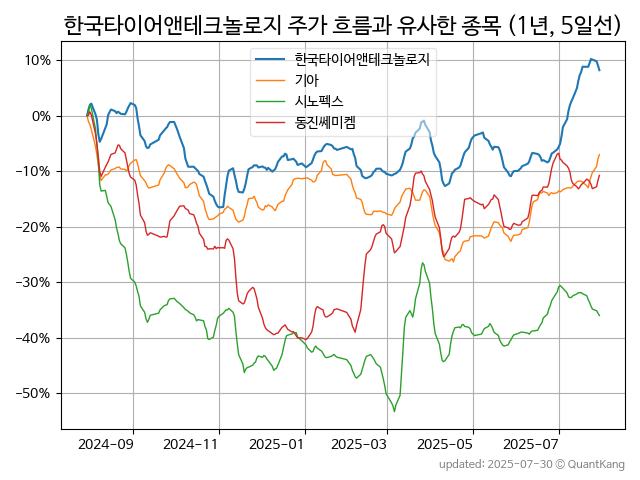 한국타이어앤테크놀로지 주가 흐름과 유사한 종목 (1년, 5일선)
한국타이어앤테크놀로지
기아
시노펙스
동진쎄미켐
10%
0%
−10%
−20%
−30%
−40%
−50%
2024-09
2024-11
2025-01
2025-03
2025-05
2025-07
updated: 2025-07-30 © QuantKang